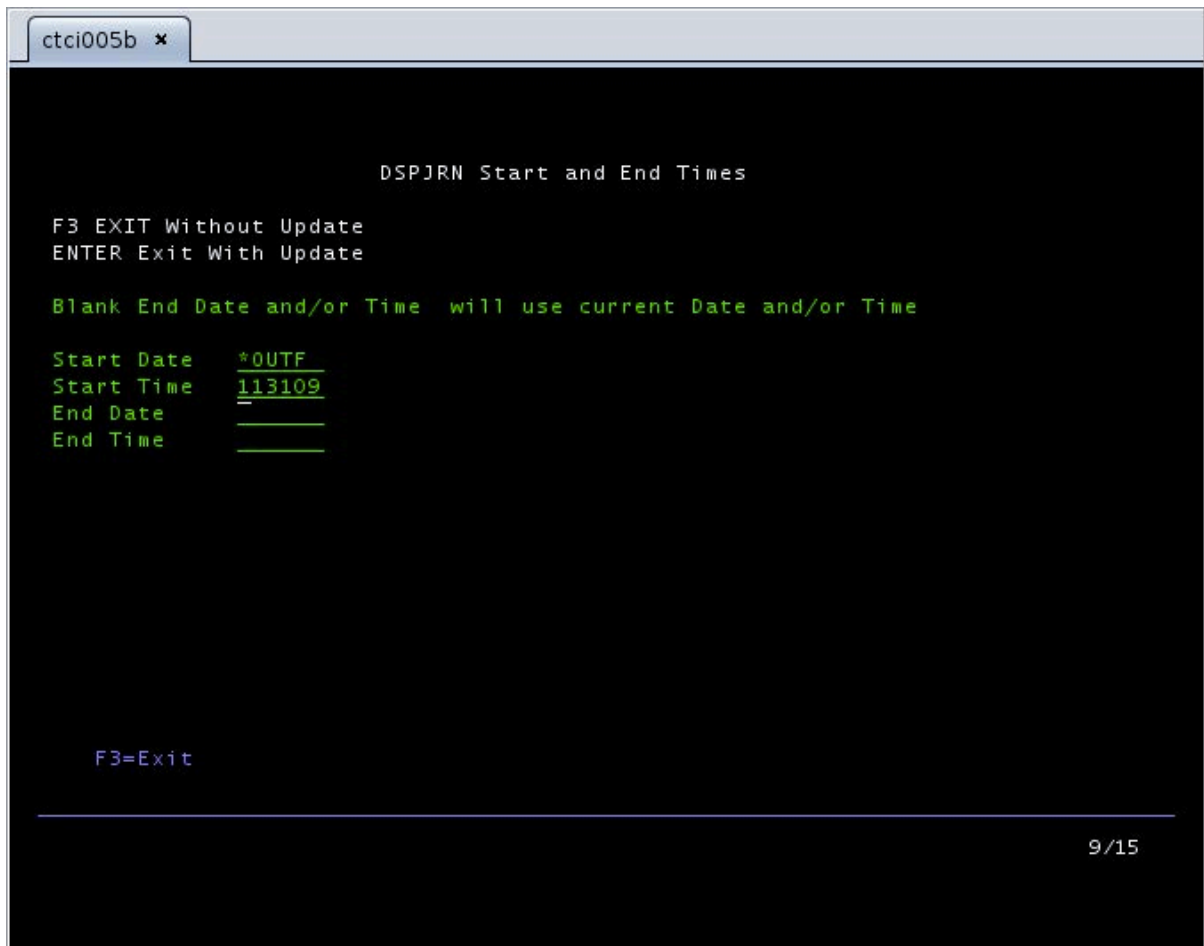 ctci005b ×
DSPJRN Start and End Times
F3 EXIT Without Update
ENTER Exit With Update
Blank End Date and/or Time will use current Date and/or Time
Start Date *OUTF
Start Time 113109
End Date
End Time
F3=Exit
9/15